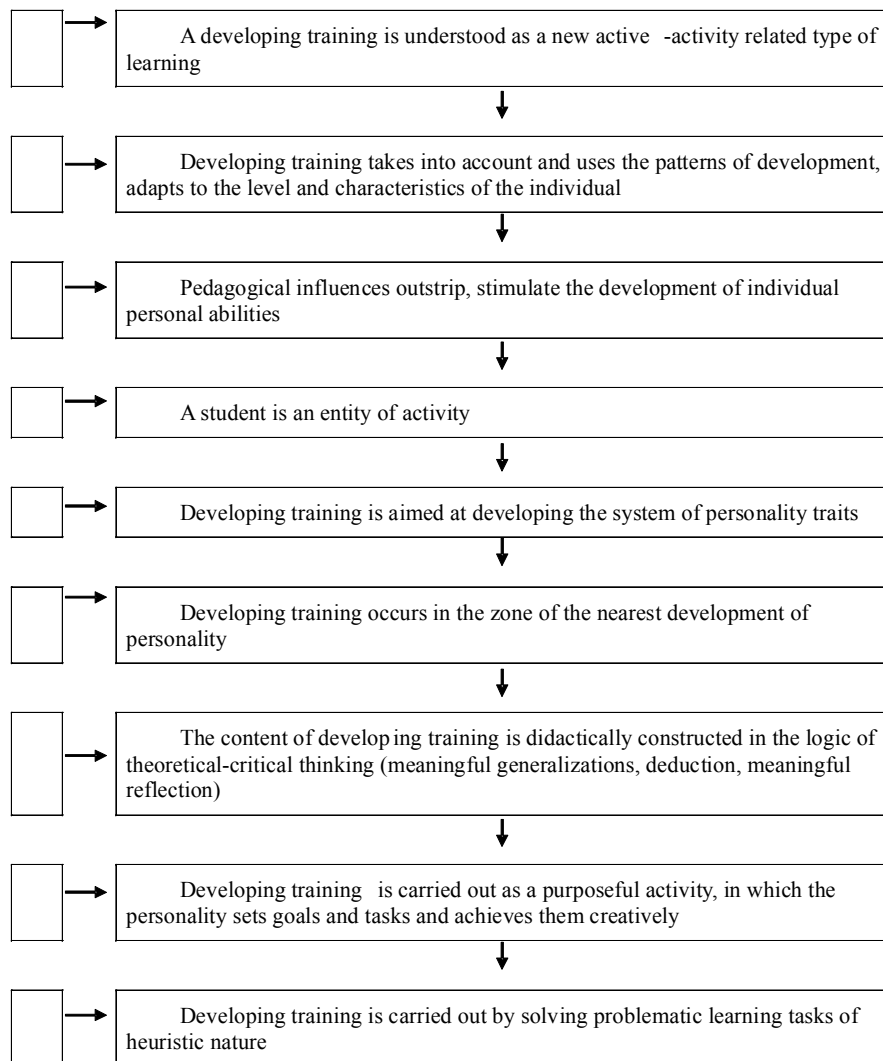 A developing training is understood as a new active -activity related type of
learning
Developing training takes into account and uses the patterns of development,
adapts to the level and characteristics of the individual
Pedagogical influences outstrip, stimulate the development of individual
personal abilities
A student is an entity of activity
Developing training is aimed at developing the system of personality traits
Developing training occurs in the zone of the nearest development of
personality
The content of developing training is didactically constructed in the logic of
theoretical-critical thinking (meaningful generalizations, deduction, meaningful
reflection)
Developing training is carried out as a purposeful activity, in which the
personality sets goals and tasks and achieves them creatively
Developing training is carried out by solving problematic learning tasks of
heuristic nature